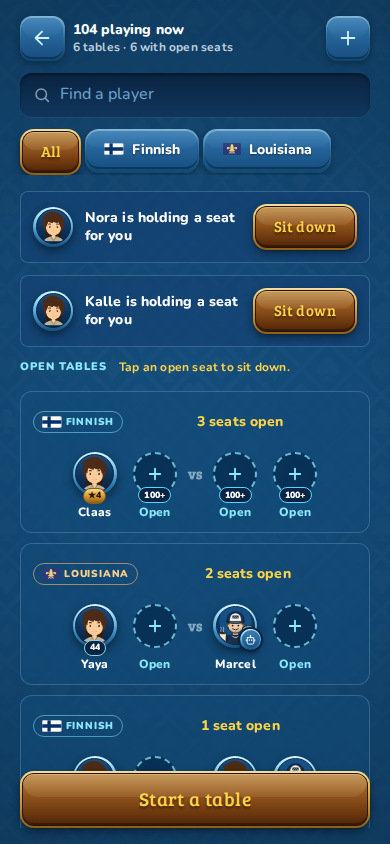 104 playing now
6 tables · 6 with open seats
Find a player
All
Finnish
Louisiana
Nora is holding a seat
for you
Sit down
Kalle is holding a seat
for you
Sit down
OPEN TABLES Tap an open seat to sit down.
FINNISH 3 seats open
vs
★4 100+ 100+ 100+
Claas Open Open Open
LOUISIANA 2 seats open
vs
44
Yaya Open Marcel Open
FINNISH 1 seat open
Start a table